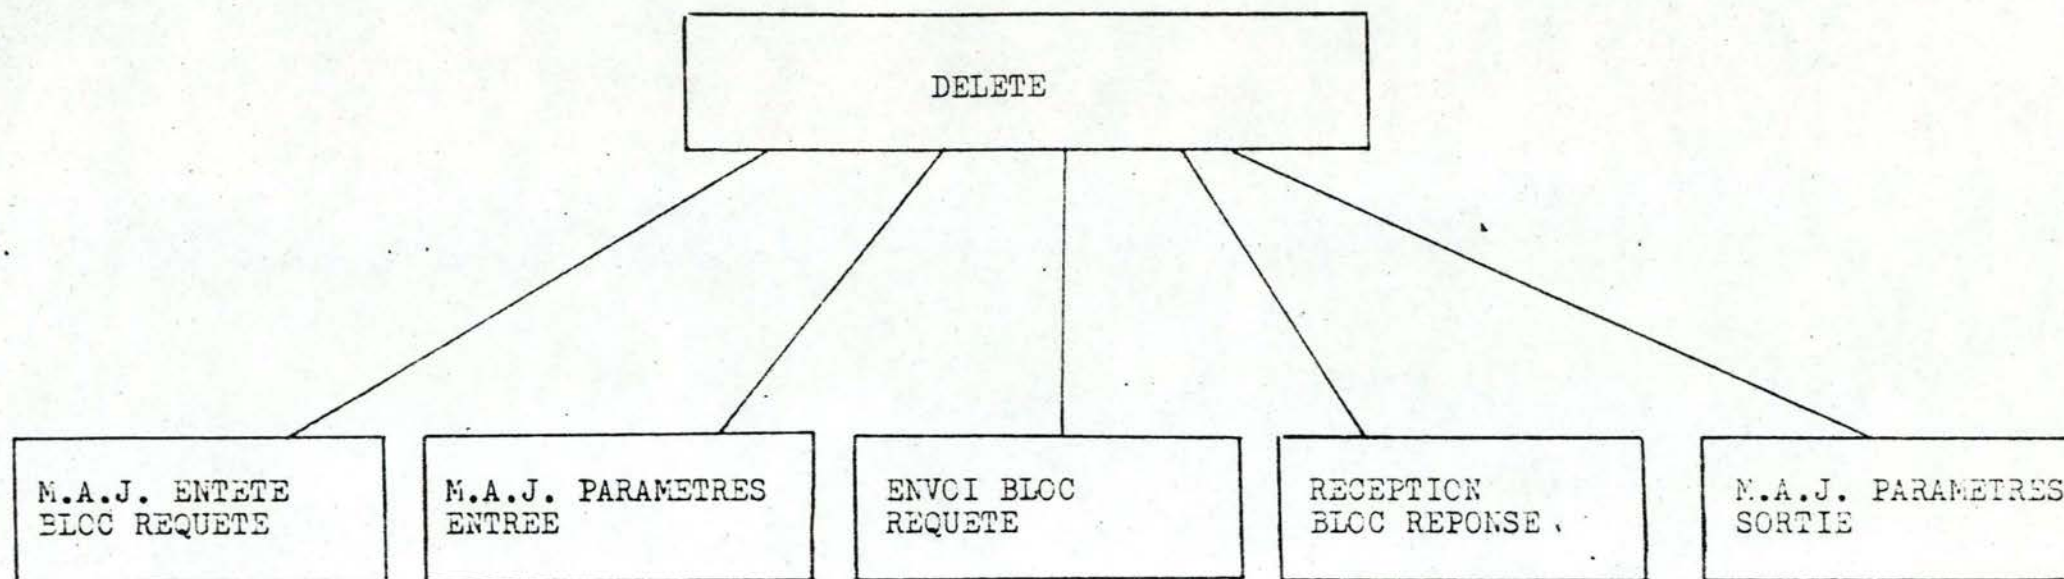 DELETE
M.A.J. ENTETE
BLOC REQUETE
M.A.J. PARAMETRES
ENTREE
ENVOI BLOC
REQUETE
RECEPTION
BLOC REPONSE
M.A.J. PARAMETRES
SORTIE